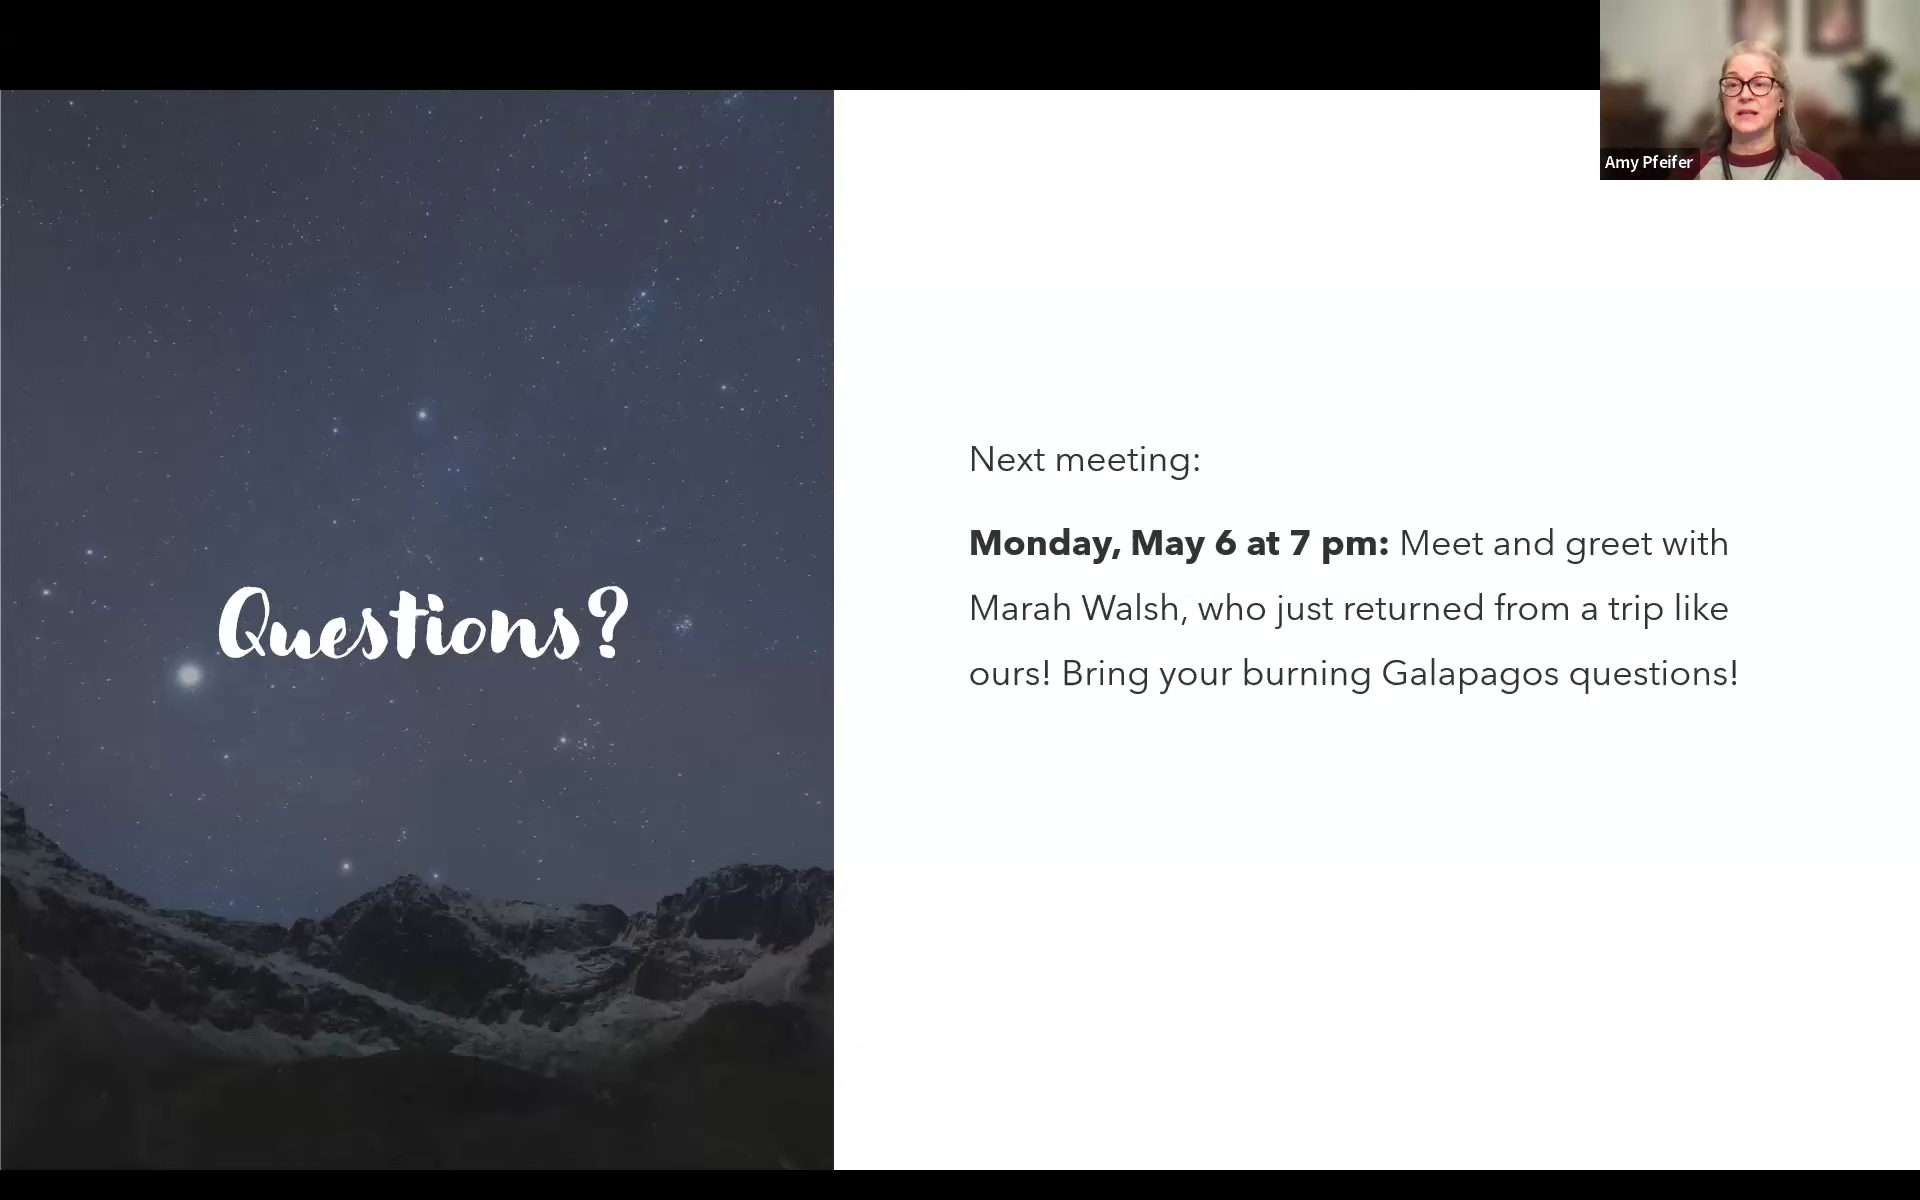 Amy Pfeifer
Questions?
Next meeting:
Monday, May 6 at 7 pm: Meet and greet with
Marah Walsh, who just returned from a trip like
ours! Bring your burning Galapagos questions!